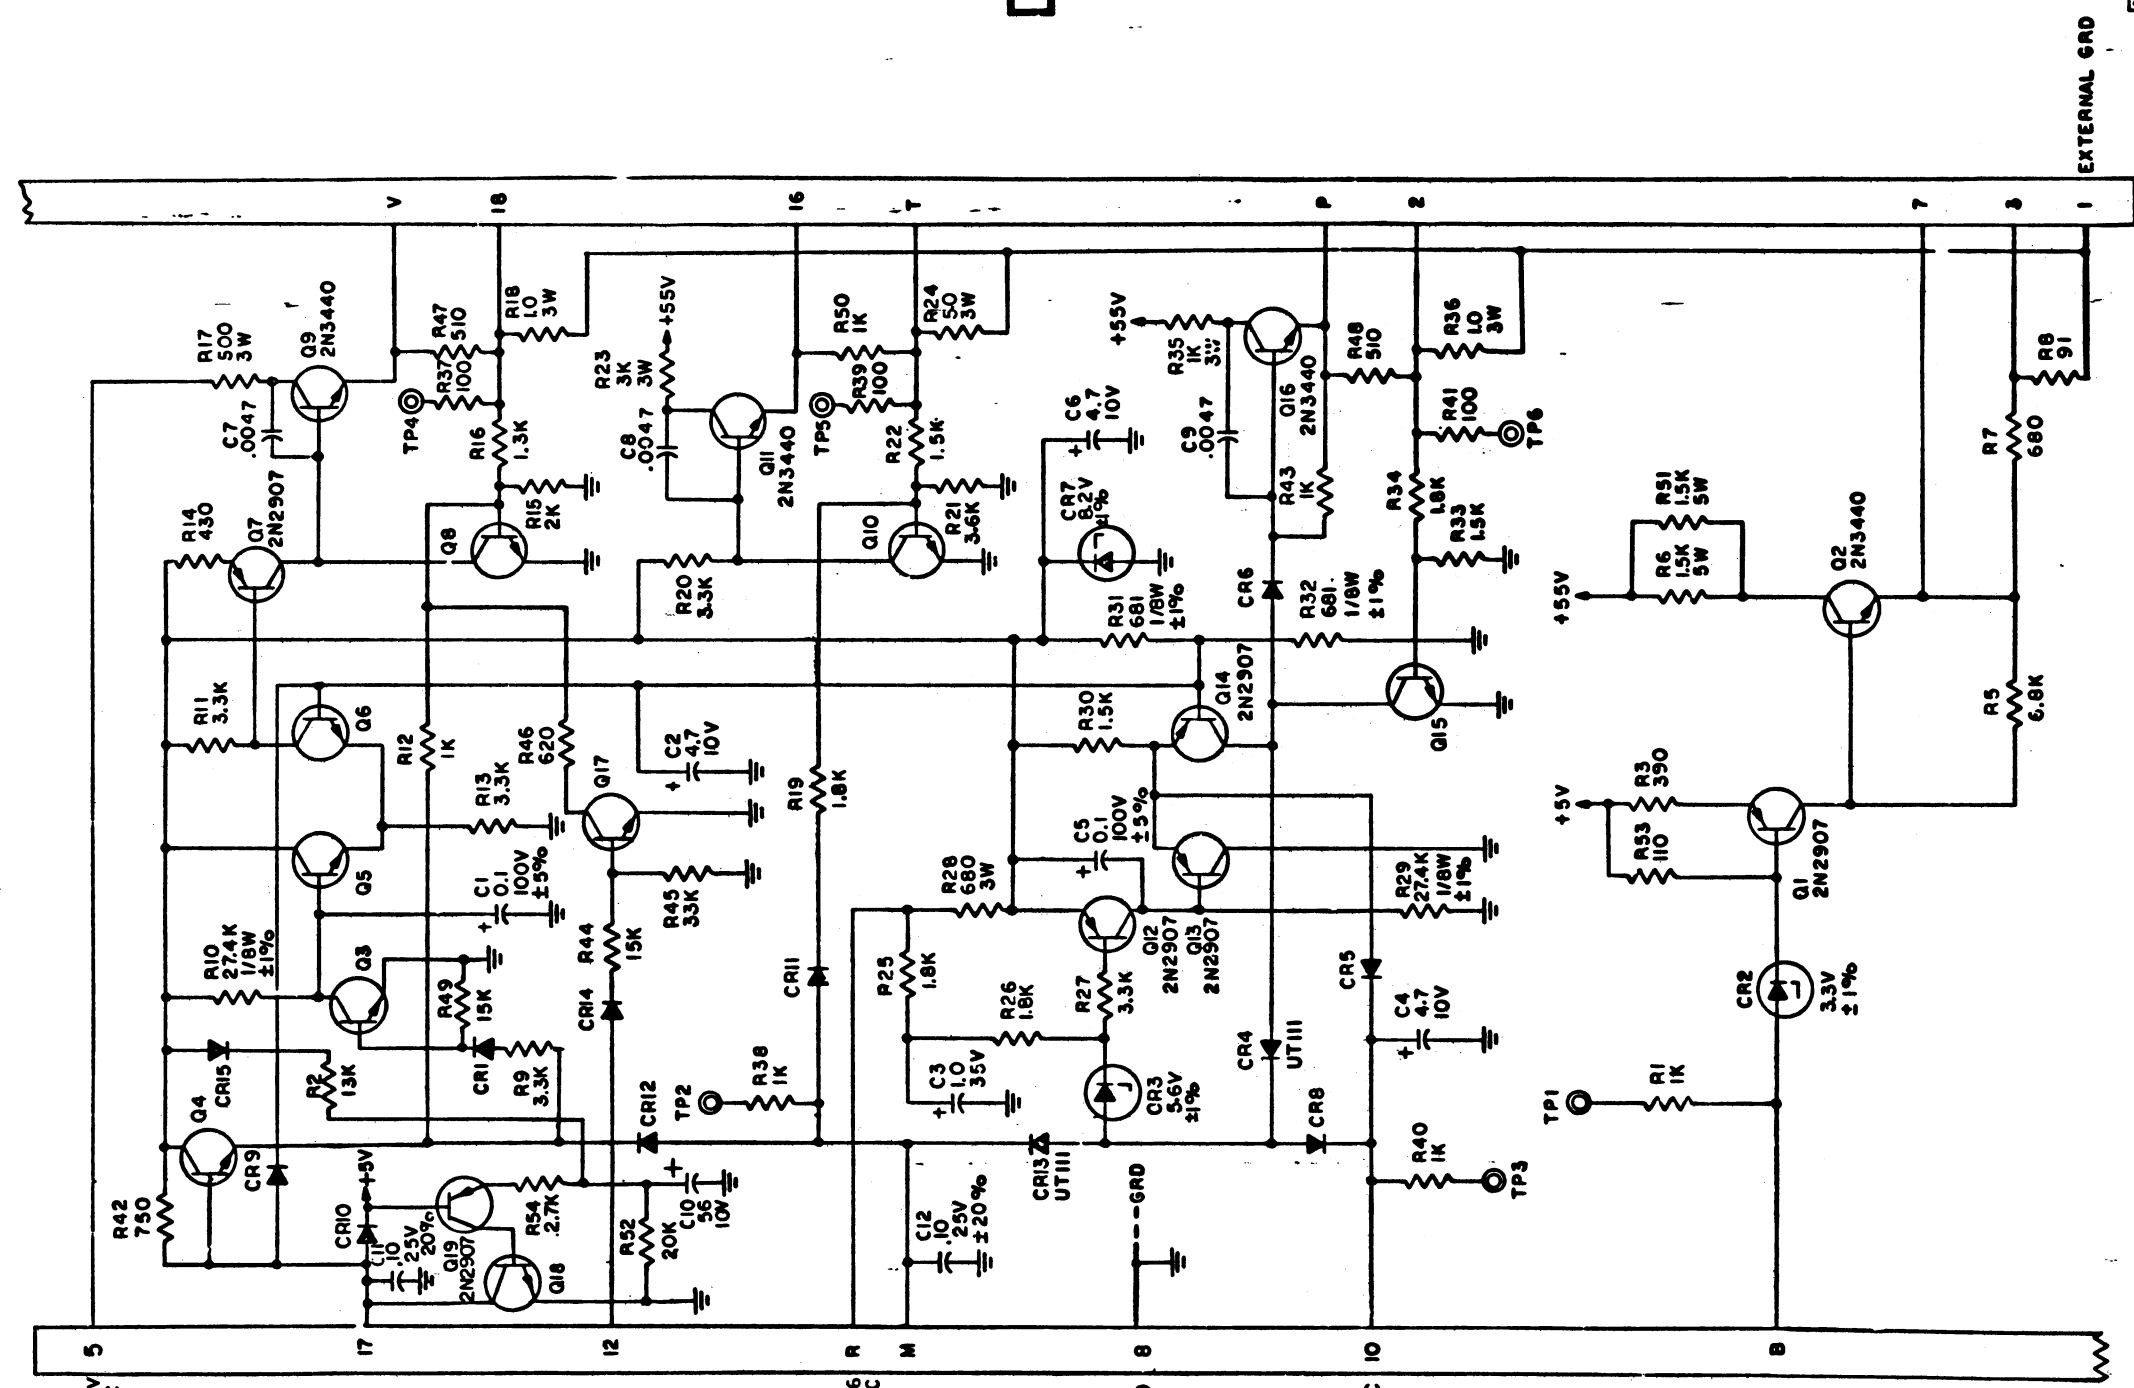 EXTERNAL GRD
V
18
16
T
P
2
7
3
1
R17
500
3W
Q9
2N3440
C7
.0047
R47
510
R18
1.0
3W
R37
100
TP4
R16
1.3K
R14
430
Q7
2N2907
Q8
R15
2K
+55V
R23
3K
3W
C8
.0047
Q11
2N3440
R50
1K
R24
50
3W
TP5
R39
100
R22
1.5K
Q10
R21
3.6K
R20
3.3K
C6
4.7
10V
+
CR7
8.2V
±1%
+55V
R35
1K
C9
.0047
Q16
2N3440
R43
1K
R48
510
R36
1.0
3W
R41
100
TP6
R34
1.8K
R33
1.5K
CR6
R31
681
1/8W
±1%
R32
681
1/8W
±1%
R51
1.5K
5W
R6
1.5K
5W
+55V
Q2
2N3440
R8
91
R7
680
R5
6.8K
R11
3.3K
Q6
R12
1K
R46
620
Q17
C2
4.7
10V
+
R13
3.3K
Q5
C1
0.1
100V
±5%
+
R45
33K
R44
15K
R19
1.8K
R30
1.5K
Q14
2N2907
Q15
C5
0.1
100V
±5%
+
R28
680
3W
Q12
2N2907
Q13
2N2907
R29
27.4K
1/8W
±1%
+5V
R3
390
R53
110
Q1
2N2907
R10
27.4K
1/8W
±1%
Q3
R49
15K
CR1
R9
3.3K
CR14
CR11
R25
1.8K
R26
1.8K
R27
3.3K
C3
1.0
35V
+
CR3
5.6V
±1%
CR4
UT111
CR5
C4
4.7
10V
+
CR2
3.3V
±1%
Q4
CR15
R2
13K
CR12
TP2
R38
1K
CR8
TP1
R1
1K
R42
750
CR9
CR10
+5V
C11
.10
25V
20%
Q19
2N2907
Q18
R54
2.7K
R52
20K
C10
56
10V
+
C12
.10
25V
±20%
CR13
UT111
GRD
R40
1K
TP3
5
17
12
R
M
8
10
B